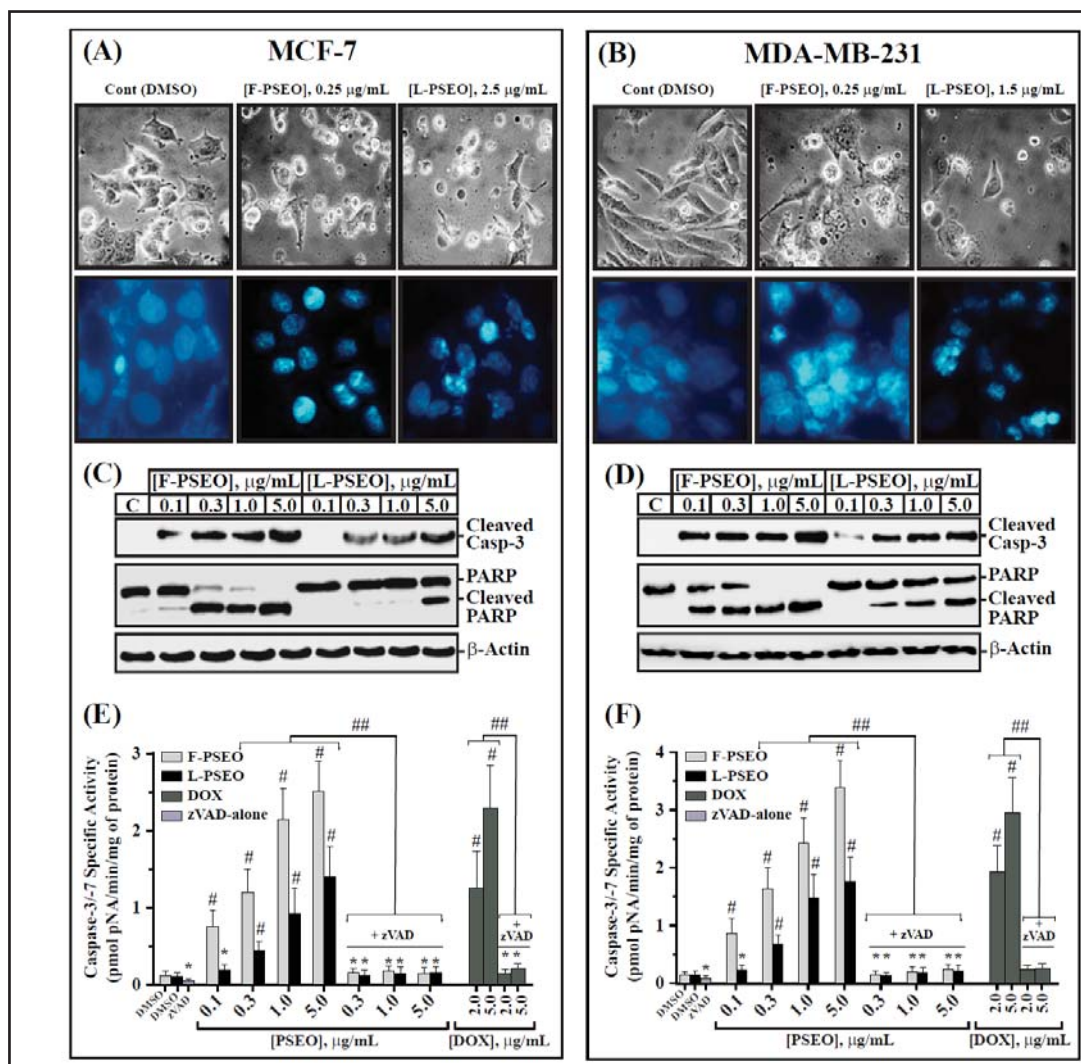 (A) MCF-7
Cont (DMSO) [F-PSEO], 0.25 μg/mL [L-PSEO], 2.5 μg/mL
(B) MDA-MB-231
Cont (DMSO) [F-PSEO], 0.25 μg/mL [L-PSEO], 1.5 μg/mL
(C)
[F-PSEO], μg/mL [L-PSEO], μg/mL
C 0.1 0.3 1.0 5.0 0.1 0.3 1.0 5.0
Cleaved
Casp-3
PARP
Cleaved
PARP
β-Actin
(D)
[F-PSEO], μg/mL [L-PSEO], μg/mL
C 0.1 0.3 1.0 5.0 0.1 0.3 1.0 5.0
Cleaved
Casp-3
PARP
Cleaved
PARP
β-Actin
(E)
Caspase-3/-7 Specific Activity
(pmol pNA/min/mg of protein)
3
2
1
0
F-PSEO
L-PSEO
DOX
zVAD-alone
## ##
# # # # # # # # #
* *
+ zVAD
* * * * * *
+
zVAD
* *
DMSO DMSO zVAD 0.1 0.3 1.0 5.0 0.3 1.0 5.0 2.0 5.0 2.0 5.0
[PSEO], μg/mL [DOX], μg/mL
(F)
Caspase-3/-7 Specific Activity
(pmol pNA/min/mg of protein)
4
3
2
1
0
F-PSEO
L-PSEO
DOX
zVAD-alone
## ##
# # # # # # # # #
* *
+ zVAD
* * * * * *
+
zVAD
DMSO DMSO zVAD 0.1 0.3 1.0 5.0 0.3 1.0 5.0 2.0 5.0 2.0 5.0
[PSEO], μg/mL [DOX], μg/mL